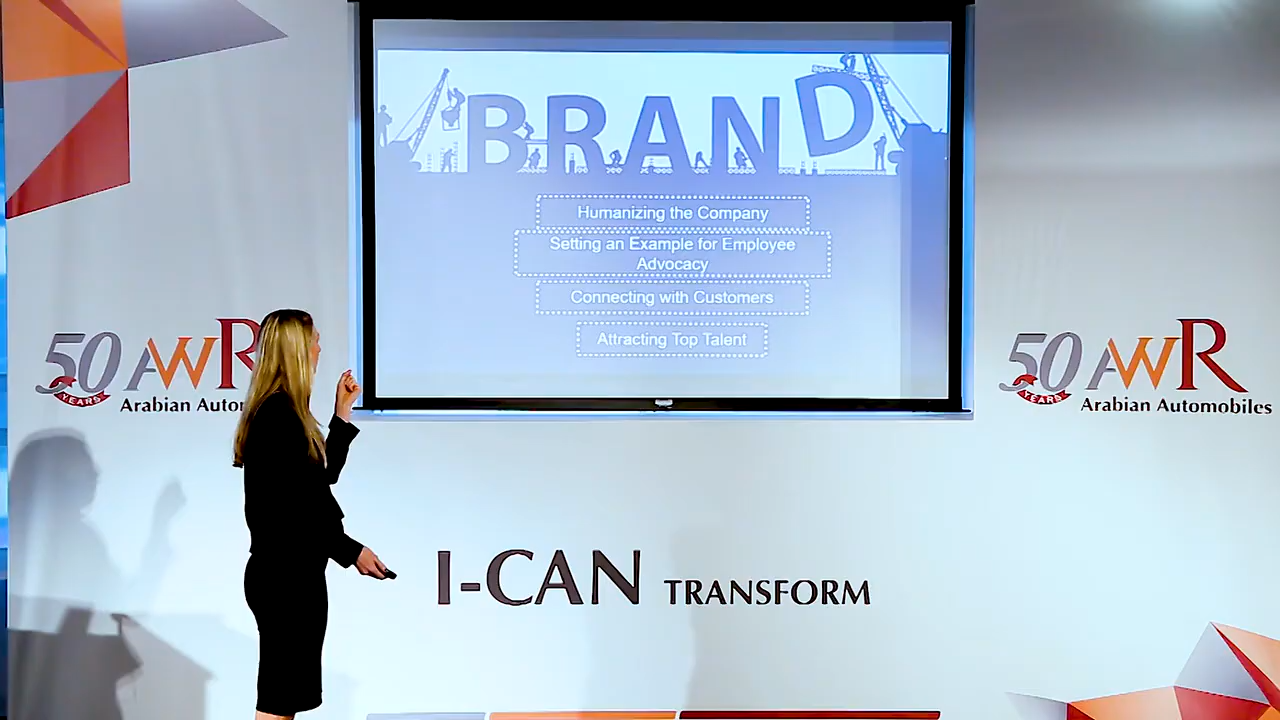 BRAND
Humanizing the Company
Setting an Example for Employee
Advocacy
Connecting with Customers
Attracting Top Talent
50 AWR
YEARS
Arabian Autor
50 AWR
YEARS
Arabian Automobiles
I-CAN TRANSFORM